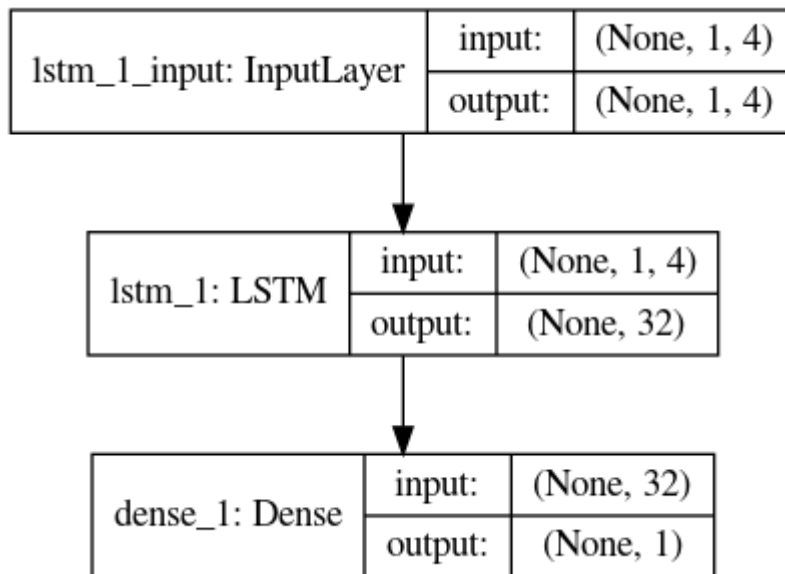 lstm_1_input: InputLayer
input: (None, 1, 4)
output: (None, 1, 4)
lstm_1: LSTM
input: (None, 1, 4)
output: (None, 32)
dense_1: Dense
input: (None, 32)
output: (None, 1)